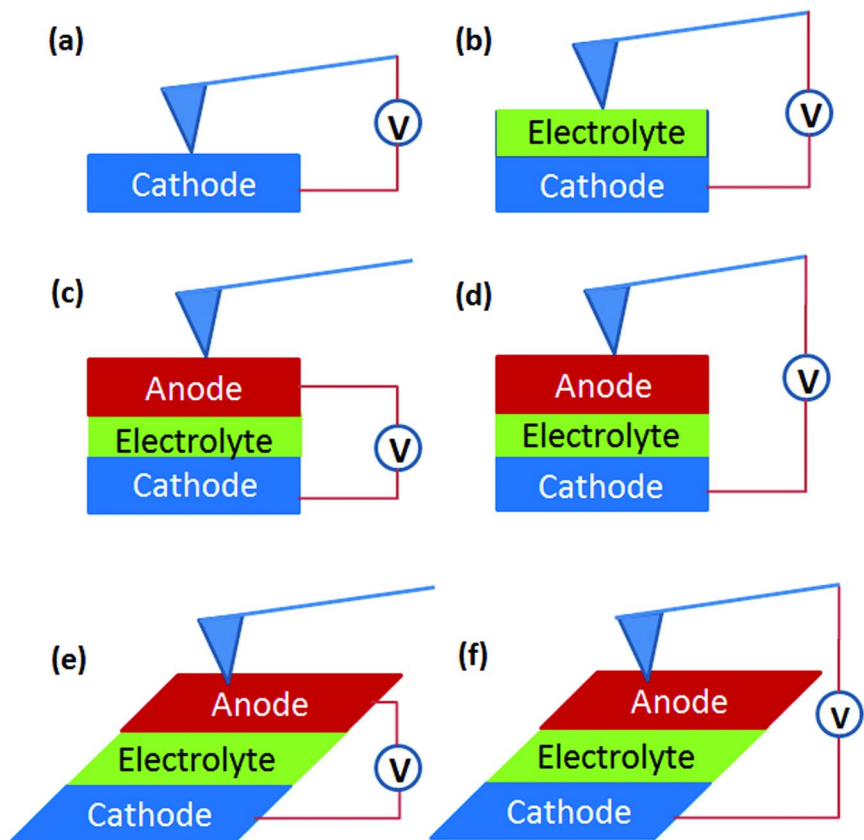 (a)
V
Cathode
(b)
V
Electrolyte
Cathode
(c)
Anode
Electrolyte
V
Cathode
(d)
Anode
V
Electrolyte
Cathode
(e)
Anode
Electrolyte
V
Cathode
(f)
Anode
V
Electrolyte
Cathode